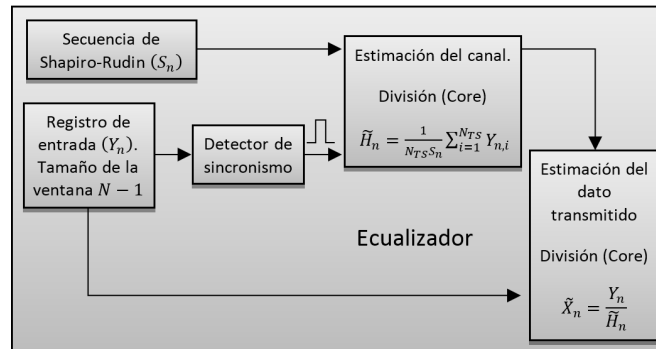 Secuencia de
Shapiro-Rudin (Sₙ)
Estimación del canal.
División (Core)
H̃ₙ = 1/(N_TS Sₙ) ∑_{i=1}^{N_TS} Y_{n,i}
Registro de
entrada (Yₙ).
Tamaño de la
ventana N − 1
Detector de
sincronismo
Estimación del
dato
transmitido
División (Core)
X̃ₙ = Yₙ/H̃ₙ
Ecualizador